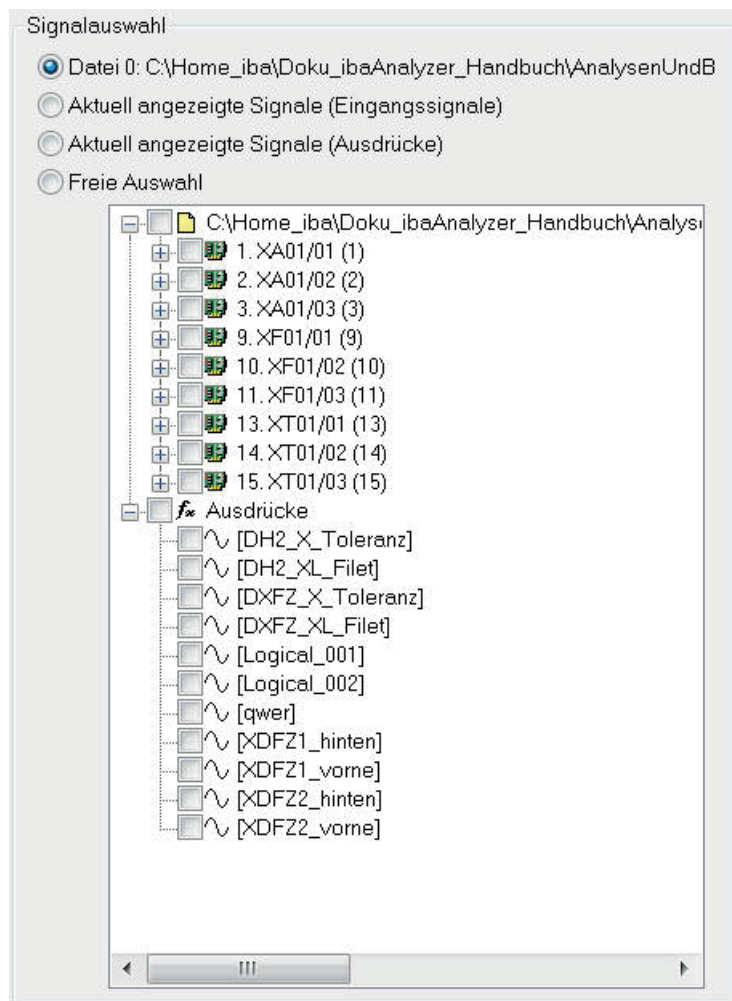 Signalauswahl
Datei 0: C:\Home_iba\Doku_ibaAnalyzer_Handbuch\AnalysenUndB
Aktuell angezeigte Signale (Eingangssignale)
Aktuell angezeigte Signale (Ausdrücke)
Freie Auswahl
C:\Home_iba\Doku_ibaAnalyzer_Handbuch\Analys
1. XA01/01 (1)
2. XA01/02 (2)
3. XA01/03 (3)
9. XF01/01 (9)
10. XF01/02 (10)
11. XF01/03 (11)
13. XT01/01 (13)
14. XT01/02 (14)
15. XT01/03 (15)
fx Ausdrücke
[DH2_X_Toleranz]
[DH2_XL_Filet]
[DXFZ_X_Toleranz]
[DXFZ_XL_Filet]
[Logical_001]
[Logical_002]
[qwer]
[XDFZ1_hinten]
[XDFZ1_vorne]
[XDFZ2_hinten]
[XDFZ2_vorne]